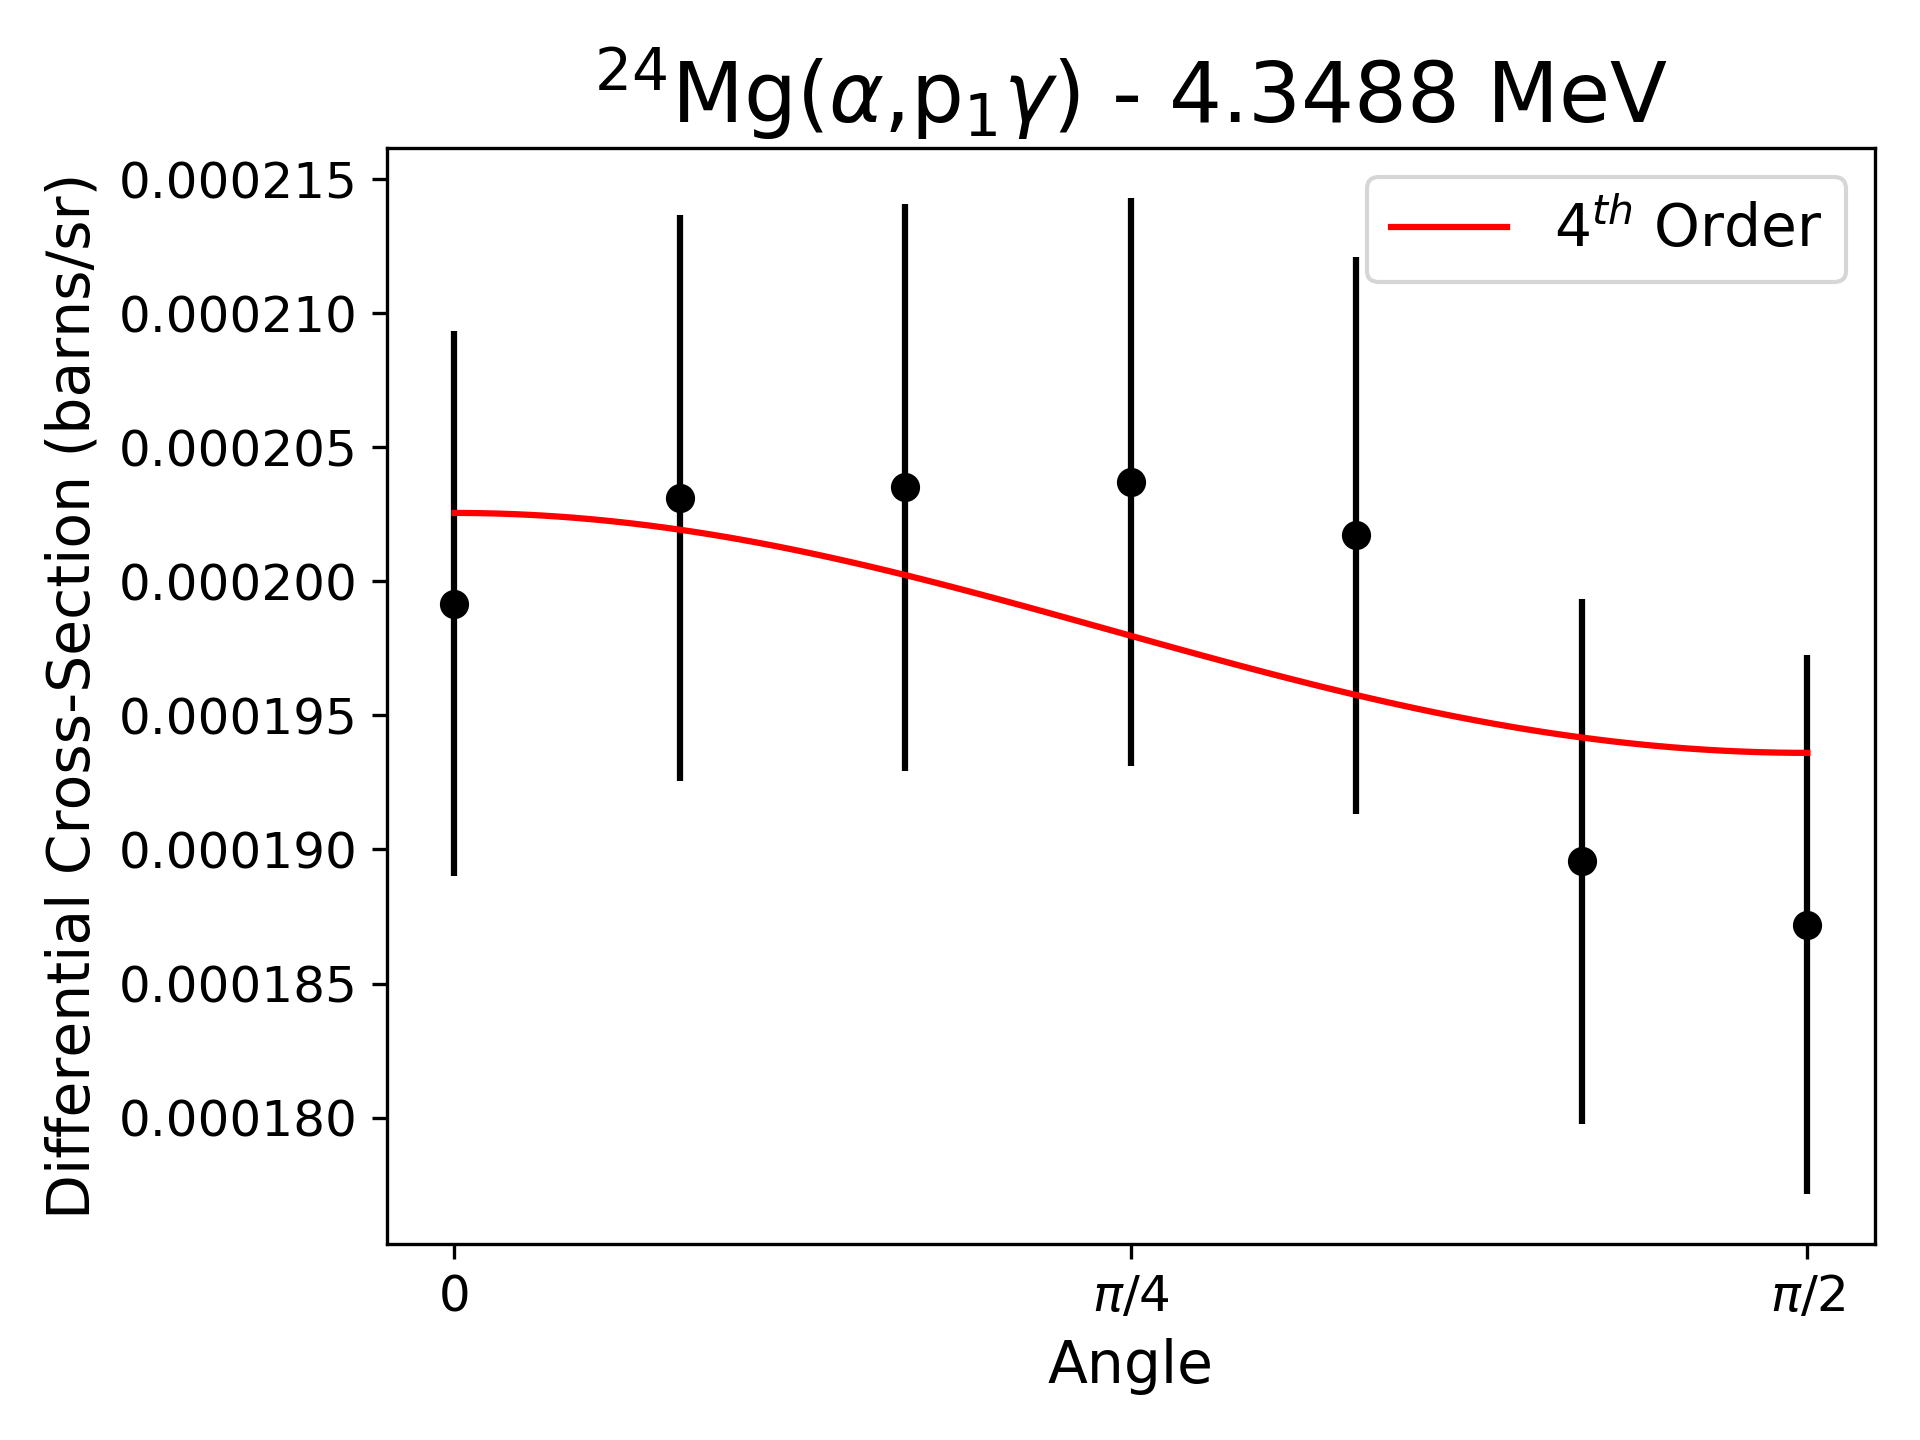 ²⁴Mg(α,p₁γ) - 4.3488 MeV
Differential Cross-Section (barns/sr)
0.000215
0.000210
0.000205
0.000200
0.000195
0.000190
0.000185
0.000180
4ᵗʰ Order
0
π/4
π/2
Angle